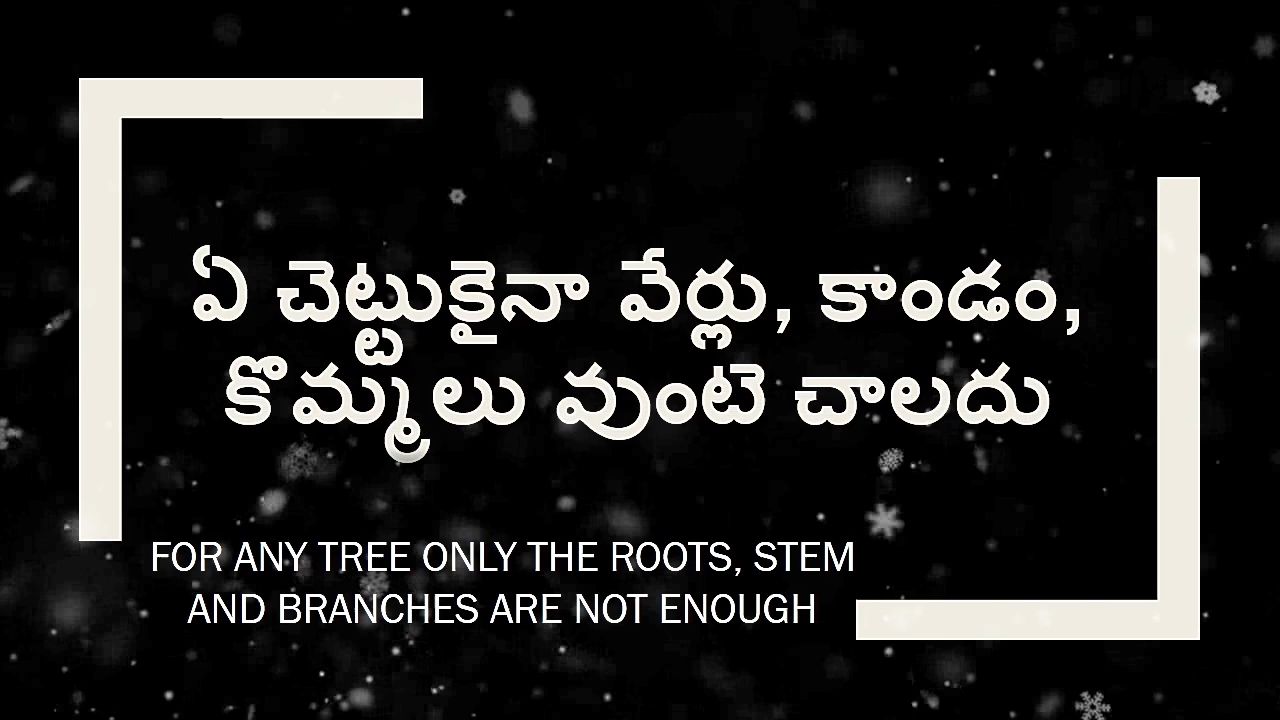 ఏ చెట్టుకైనా వేర్లు, కాండం,
కొమ్మలు వుంటె చాలదు
FOR ANY TREE ONLY THE ROOTS, STEM
AND BRANCHES ARE NOT ENOUGH